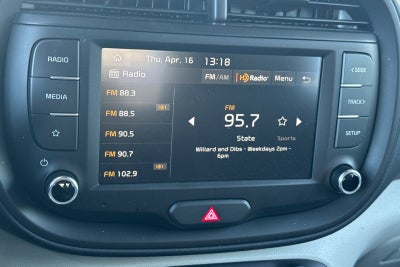 RADIO
MEDIA
Thu, Apr. 16 13:18
Radio FM/AM HD Radio Menu
FM 88.3
FM 88.5
FM 90.5
FM 90.7
FM 102.9
FM
95.7
State Sports
Willard and Dibs - Weekdays 2pm -
6pm
< SEEK
TRACK >
SETUP